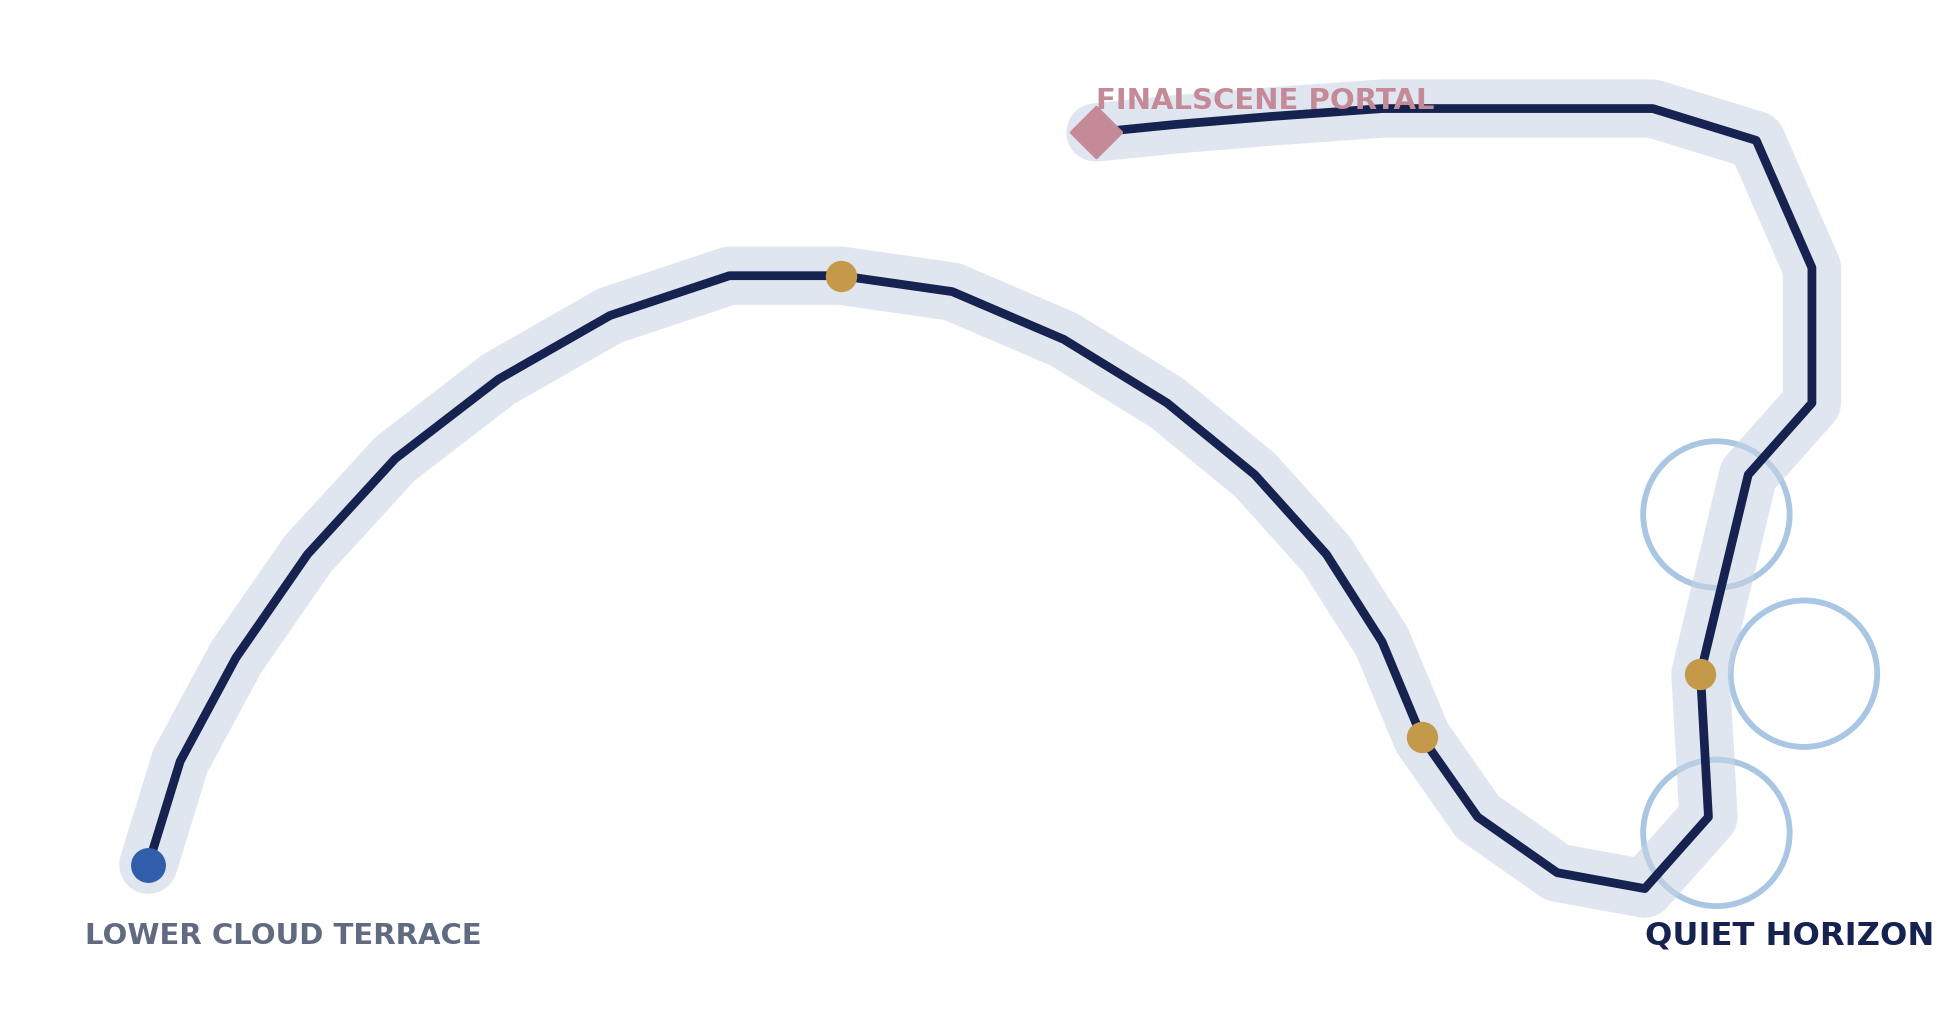 FINALSCENE PORTAL
LOWER CLOUD TERRACE
QUIET HORIZON